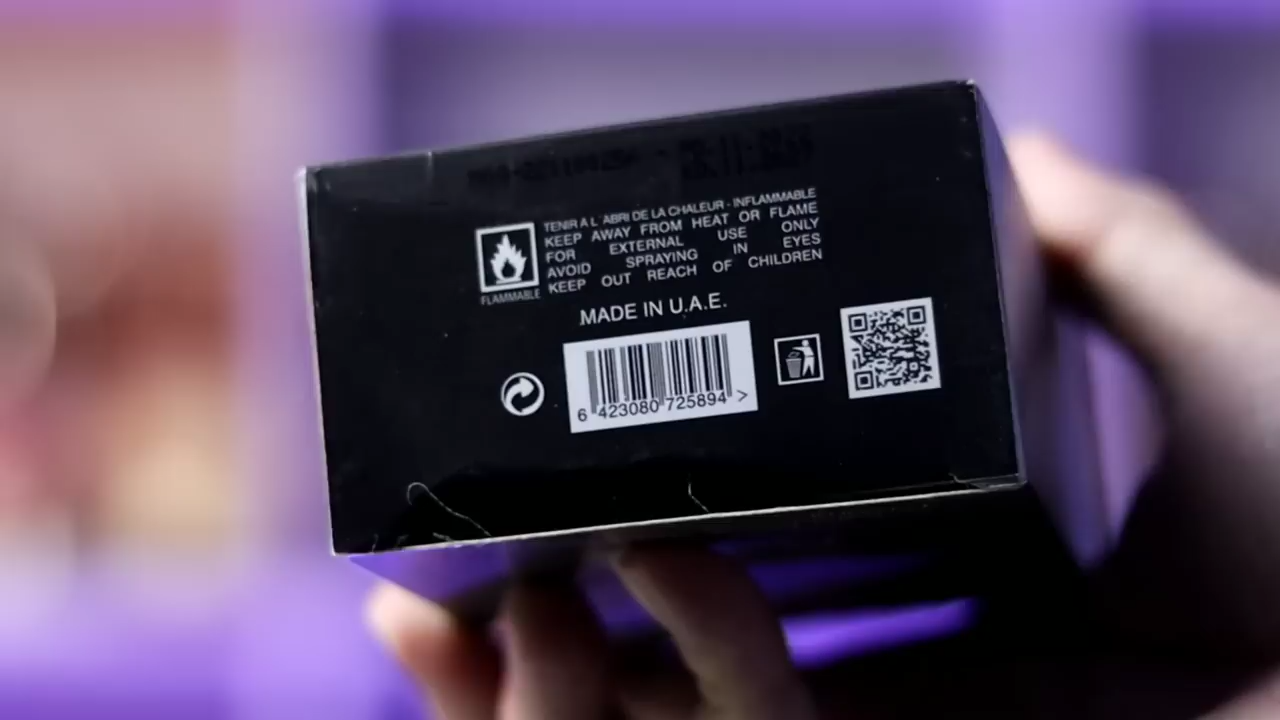 TENIR A L'ABRI DE LA CHALEUR - INFLAMMABLE
KEEP AWAY FROM HEAT OR FLAME
FOR EXTERNAL USE ONLY
AVOID SPRAYING IN EYES
KEEP OUT REACH OF CHILDREN
FLAMMABLE
MADE IN U.A.E.
6 423080 725894 >